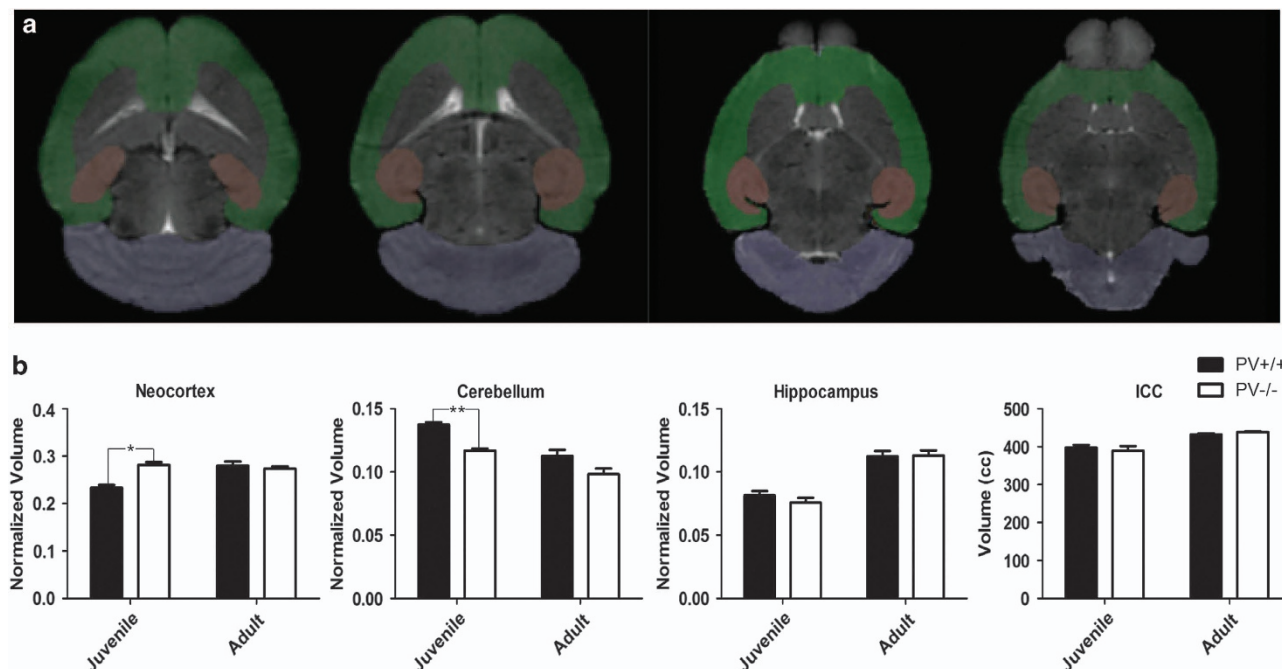 a
b
PV+/+
PV-/-
Neocortex
Normalized Volume
0.4
0.3
0.2
0.1
0.0
*
Juvenile
Adult
Cerebellum
Normalized Volume
0.15
0.10
0.05
0.00
**
Juvenile
Adult
Hippocampus
Normalized Volume
0.15
0.10
0.05
0.00
Juvenile
Adult
ICC
Volume (cc)
500
400
300
200
100
0
Juvenile
Adult